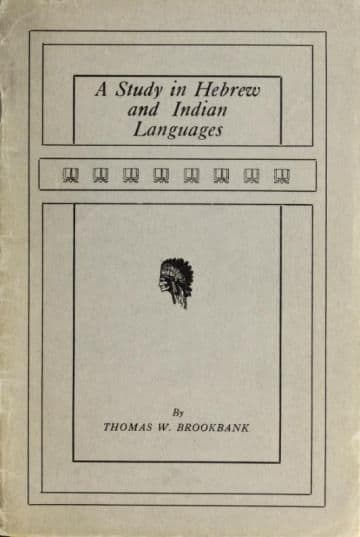 A Study in Hebrew
and Indian
Languages
By
THOMAS W. BROOKBANK